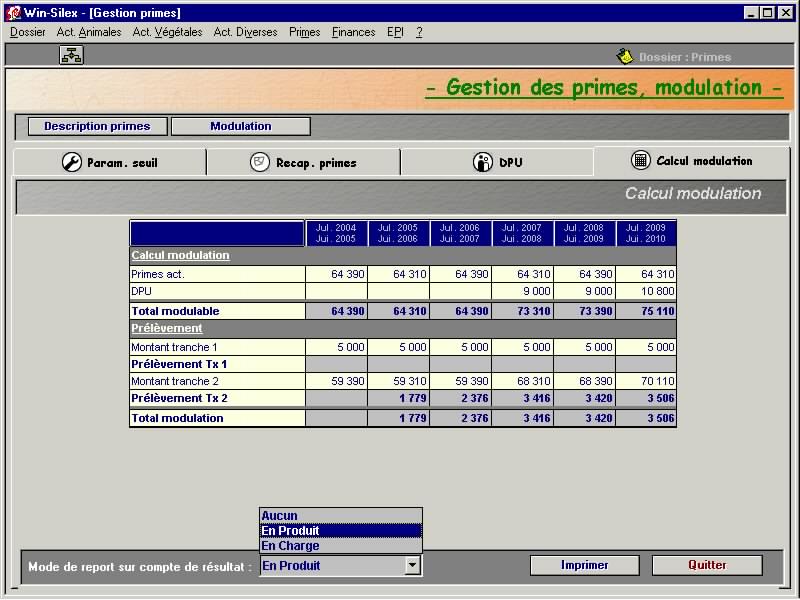 Win-Silex - [Gestion primes]
Dossier Act. Animales Act. Végétales Act. Diverses Primes Finances EPI ?
Dossier : Primes
- Gestion des primes, modulation -
Description primes Modulation
Param. seuil Recap. primes DPU Calcul modulation
Calcul modulation
Jul. 2004 Jul. 2005 Jul. 2006 Jul. 2007 Jul. 2008 Jul. 2009
Jui. 2005 Jui. 2006 Jui. 2007 Jui. 2008 Jui. 2009 Jui. 2010
Calcul modulation
Primes act. 64 390 64 310 64 390 64 310 64 390 64 310
DPU 9 000 9 000 10 800
Total modulable 64 390 64 310 64 390 73 310 73 390 75 110
Prélèvement
Montant tranche 1 5 000 5 000 5 000 5 000 5 000 5 000
Prélèvement Tx 1
Montant tranche 2 59 390 59 310 59 390 68 310 68 390 70 110
Prélèvement Tx 2 1 779 2 376 3 416 3 420 3 506
Total modulation 1 779 2 376 3 416 3 420 3 506
Aucun
En Produit
En Charge
Mode de report sur compte de résultat : En Produit Imprimer Quitter